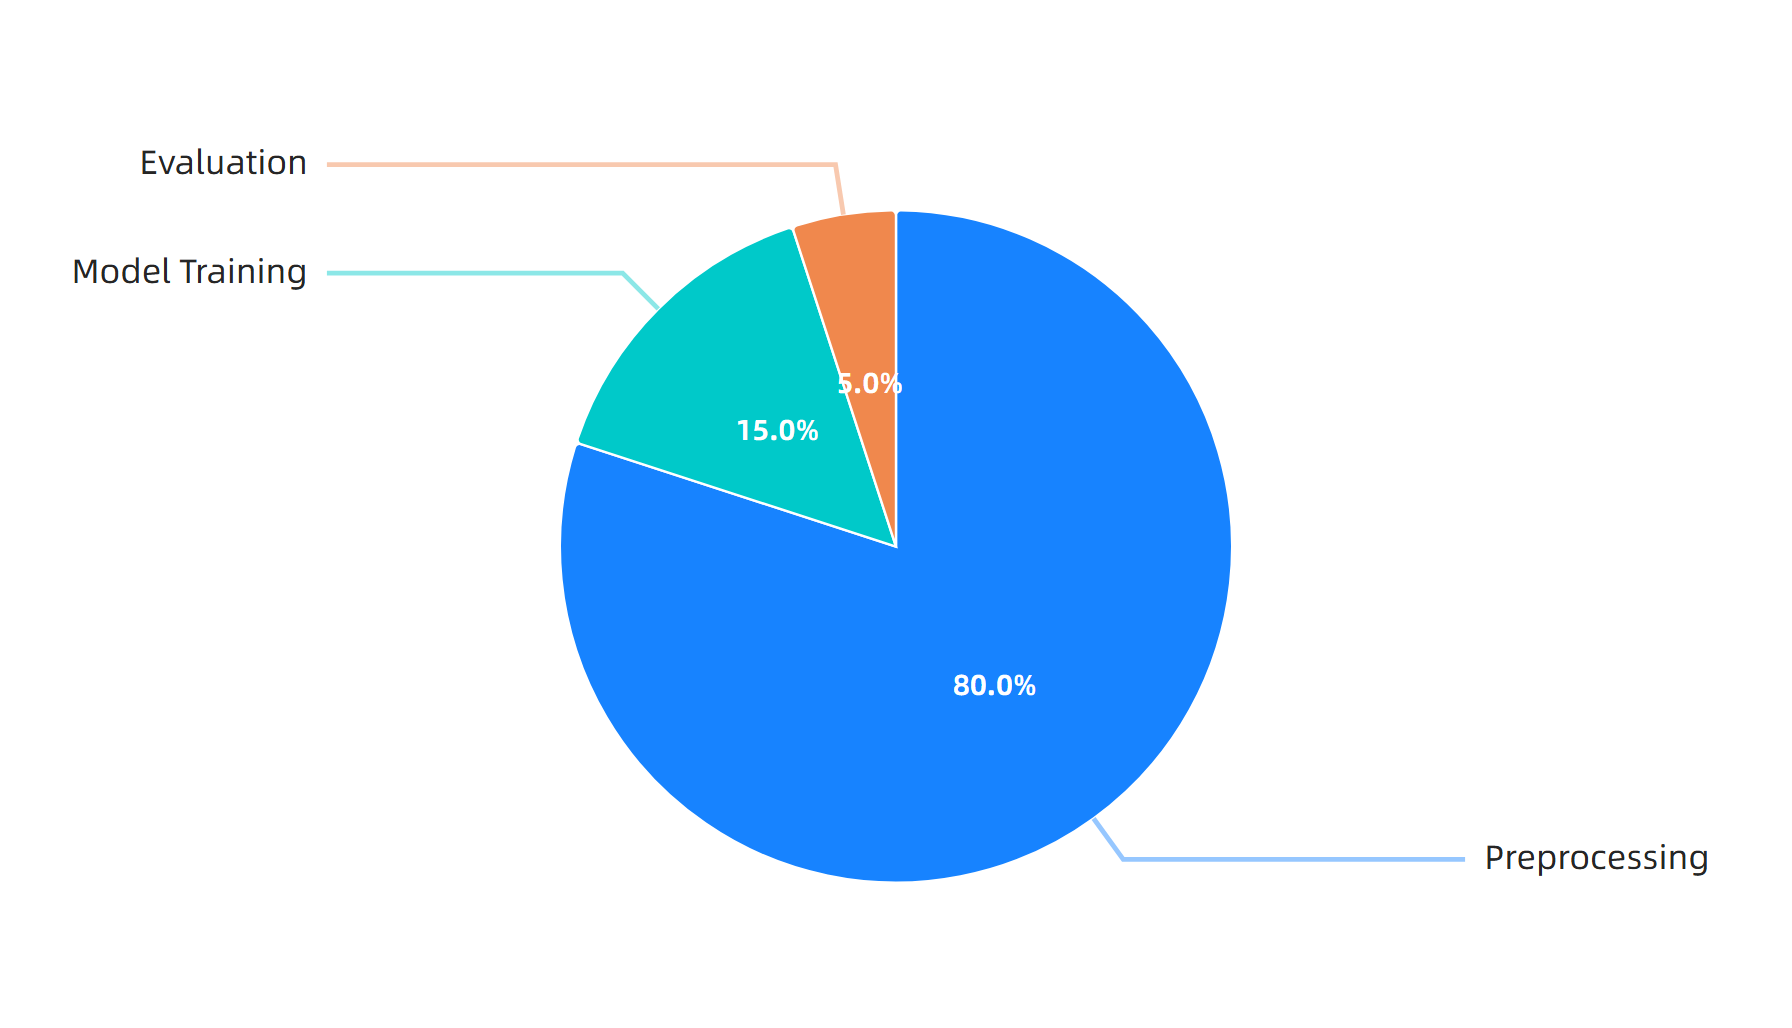 Evaluation
Model Training
5.0%
15.0%
80.0%
Preprocessing